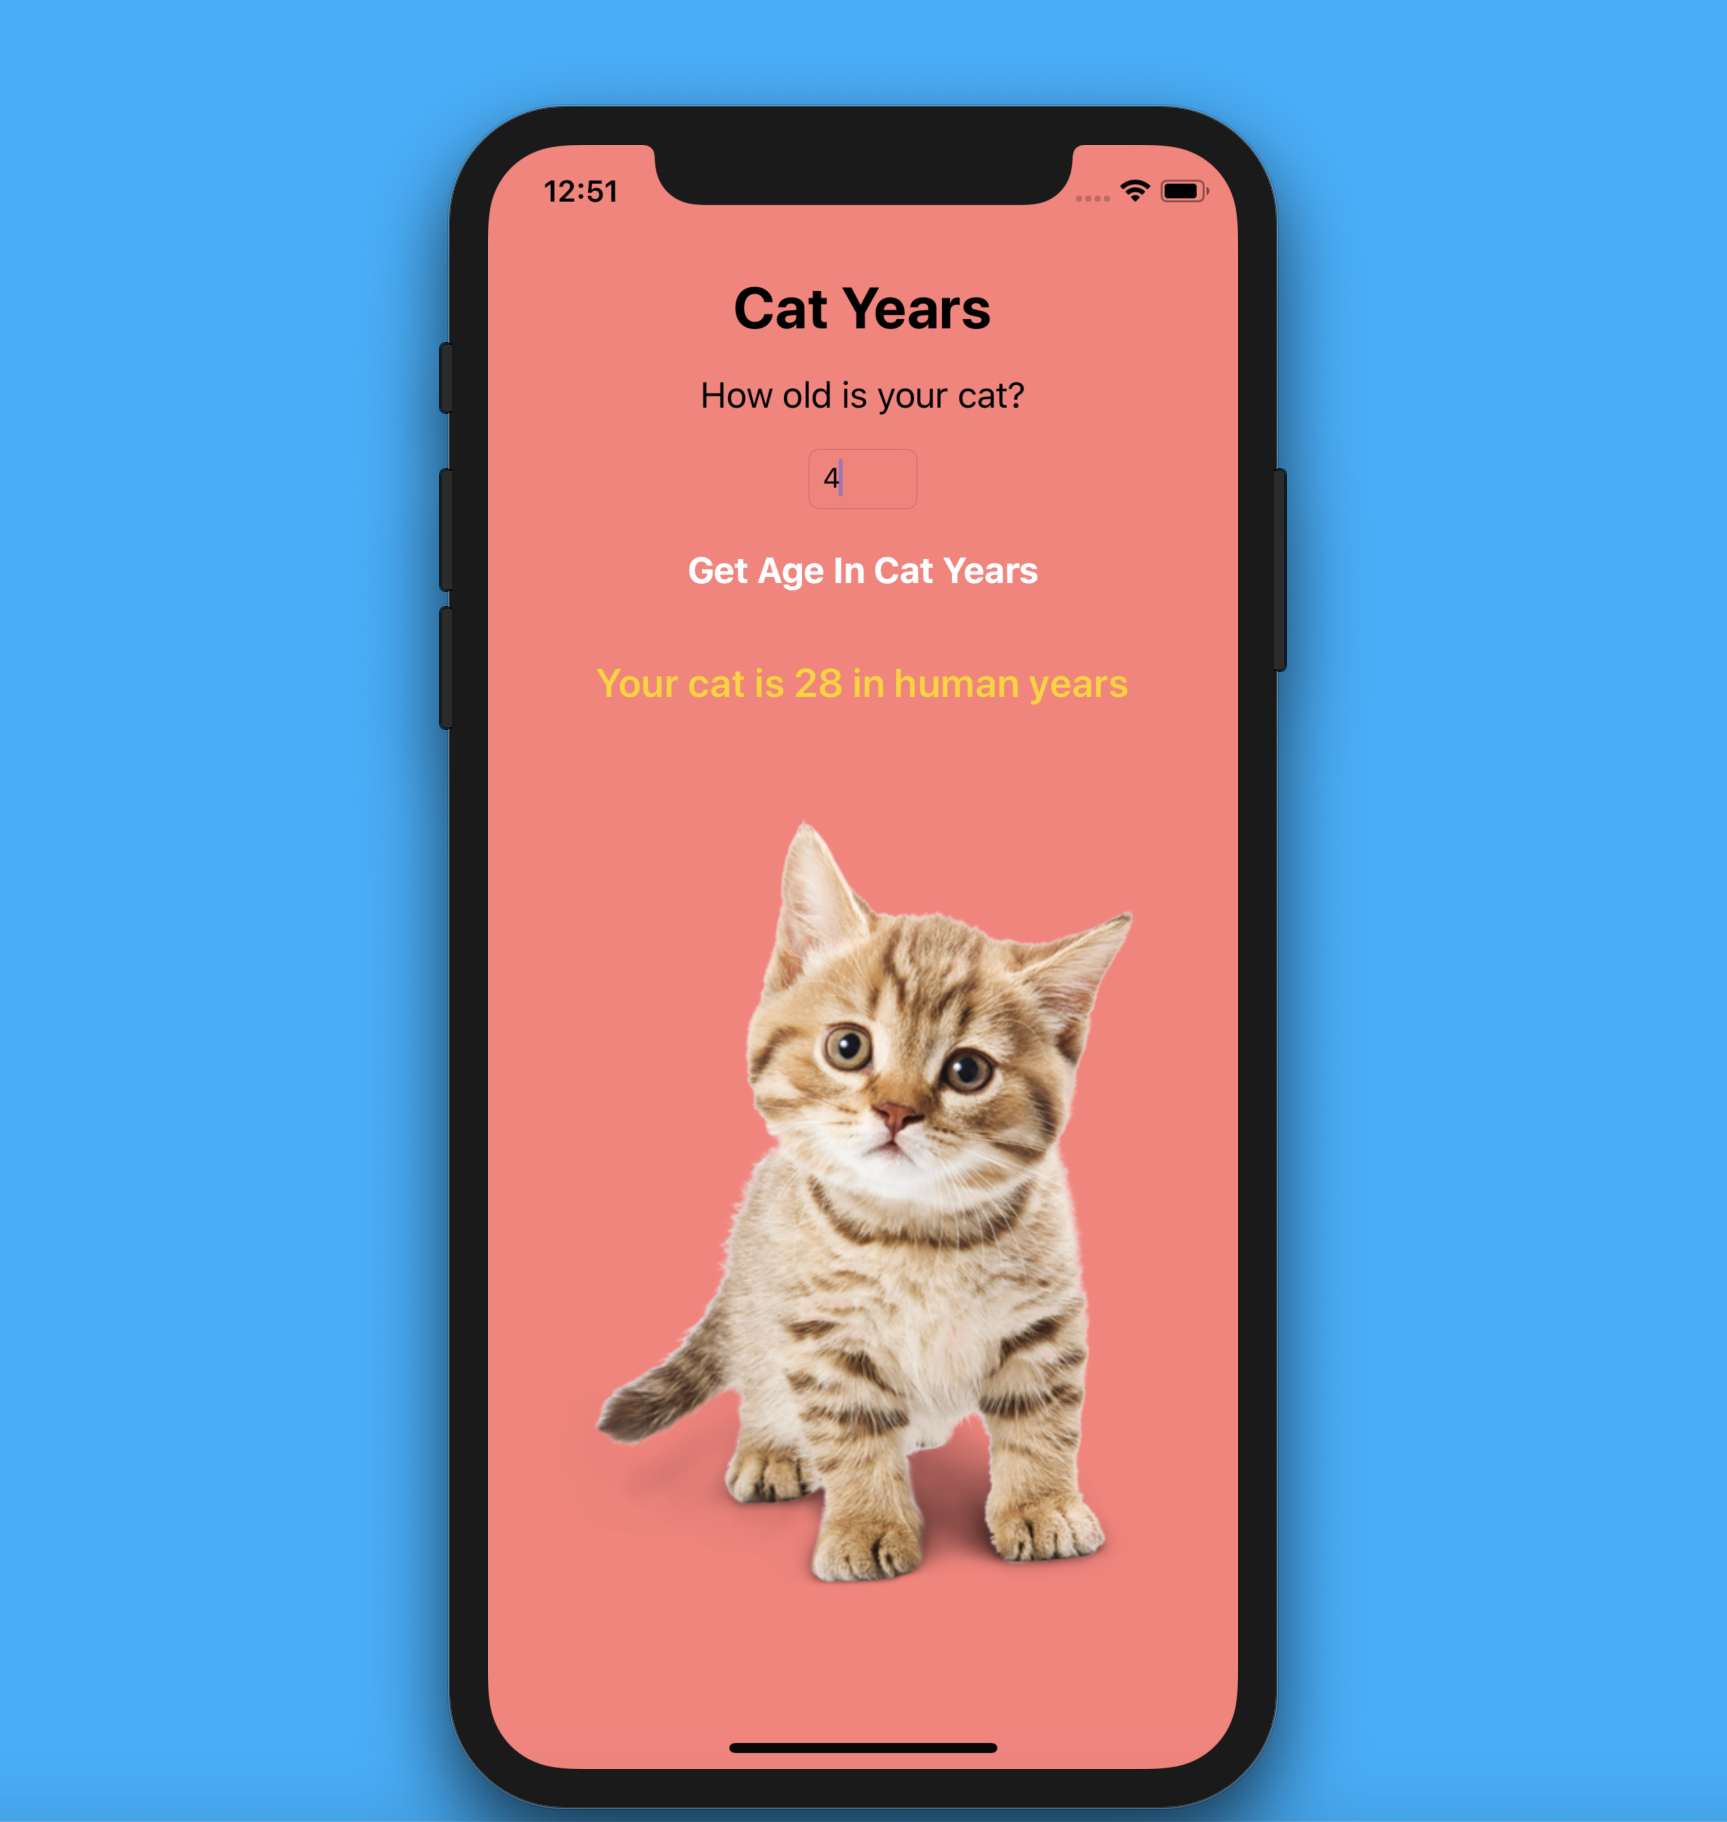 12:51
Cat Years
How old is your cat?
4
Get Age In Cat Years
Your cat is 28 in human years